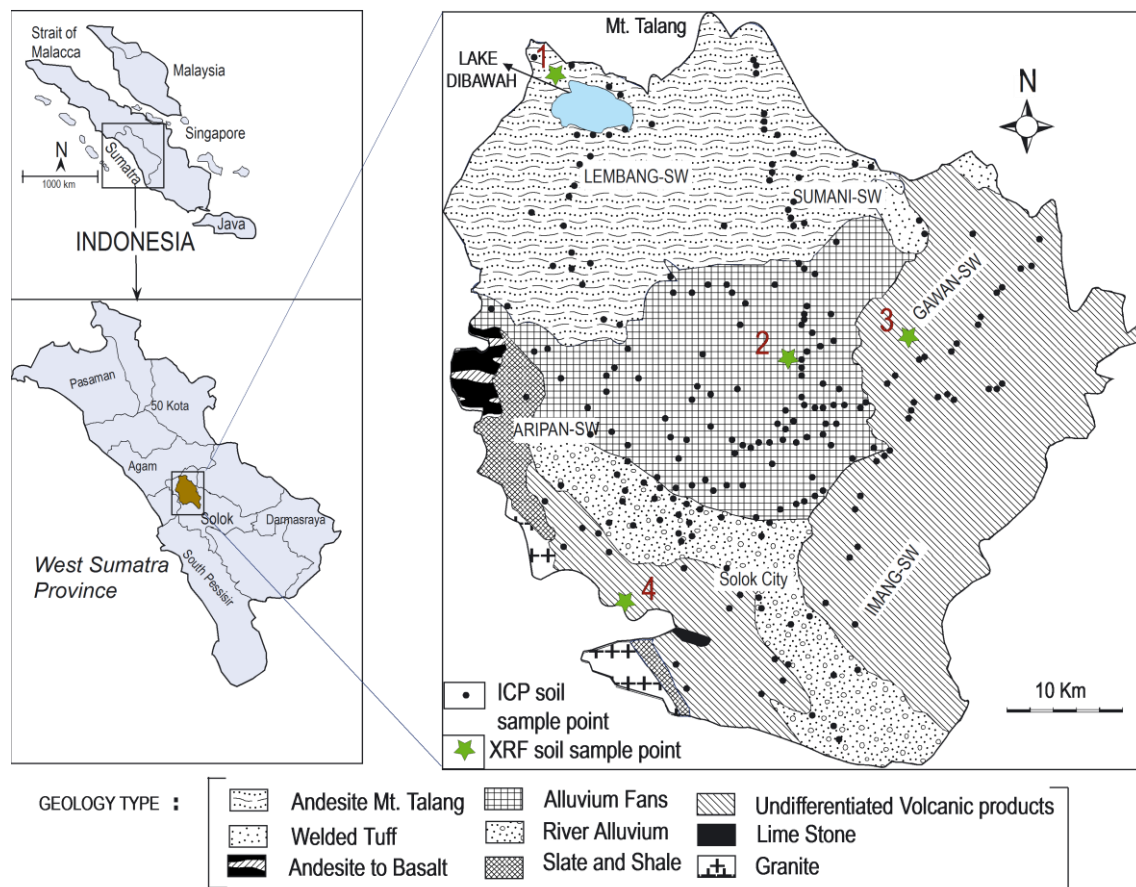 Strait of
Malacca
Malaysia
Singapore
N
1000 km
Sumatra
Java
INDONESIA
Pasaman
50 Kota
Agam
Solok
Darmasraya
South Pessisir
West Sumatra
Province
Mt. Talang
1
LAKE
DIBAWAH
N
LEMBANG-SW
SUMANI-SW
GAWAN-SW
3
2
ARIPAN-SW
4
Solok City
IMANG-SW
ICP soil
sample point
XRF soil sample point
10 Km
GEOLOGY TYPE :
Andesite Mt. Talang
Alluvium Fans
Undifferentiated Volcanic products
Welded Tuff
River Alluvium
Lime Stone
Andesite to Basalt
Slate and Shale
Granite